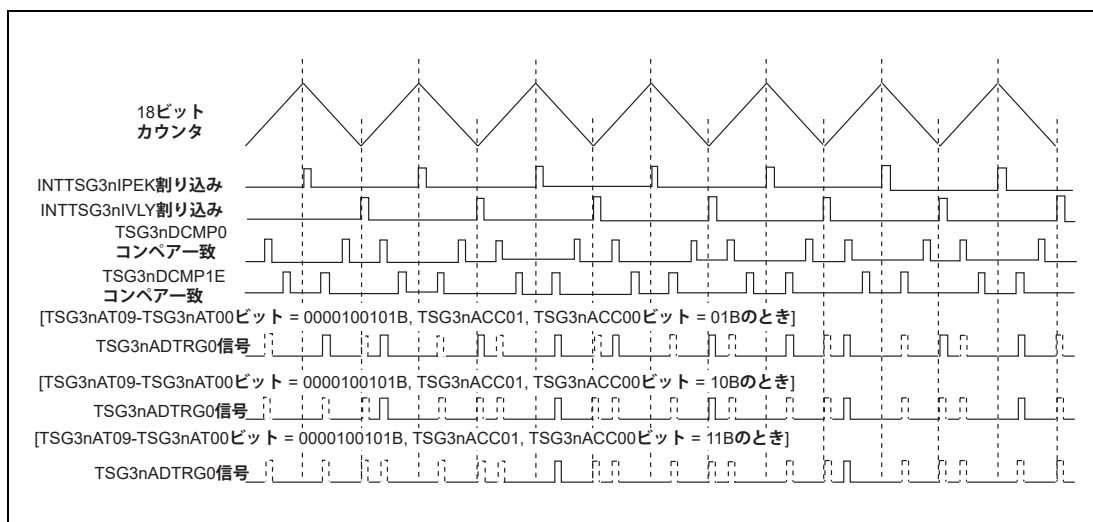 18ビット
カウンタ
INTTSG3nIPEK割り込み
INTTSG3nIVLY割り込み
TSG3nDCMP0
コンペアー致
TSG3nDCMP1E
コンペアー致
[TSG3nAT09-TSG3nAT00ビット = 0000100101B, TSG3nACC01, TSG3nACC00ビット = 01Bのとき]
TSG3nADTRG0信号
[TSG3nAT09-TSG3nAT00ビット = 0000100101B, TSG3nACC01, TSG3nACC00ビット = 10Bのとき]
TSG3nADTRG0信号
[TSG3nAT09-TSG3nAT00ビット = 0000100101B, TSG3nACC01, TSG3nACC00ビット = 11Bのとき]
TSG3nADTRG0信号